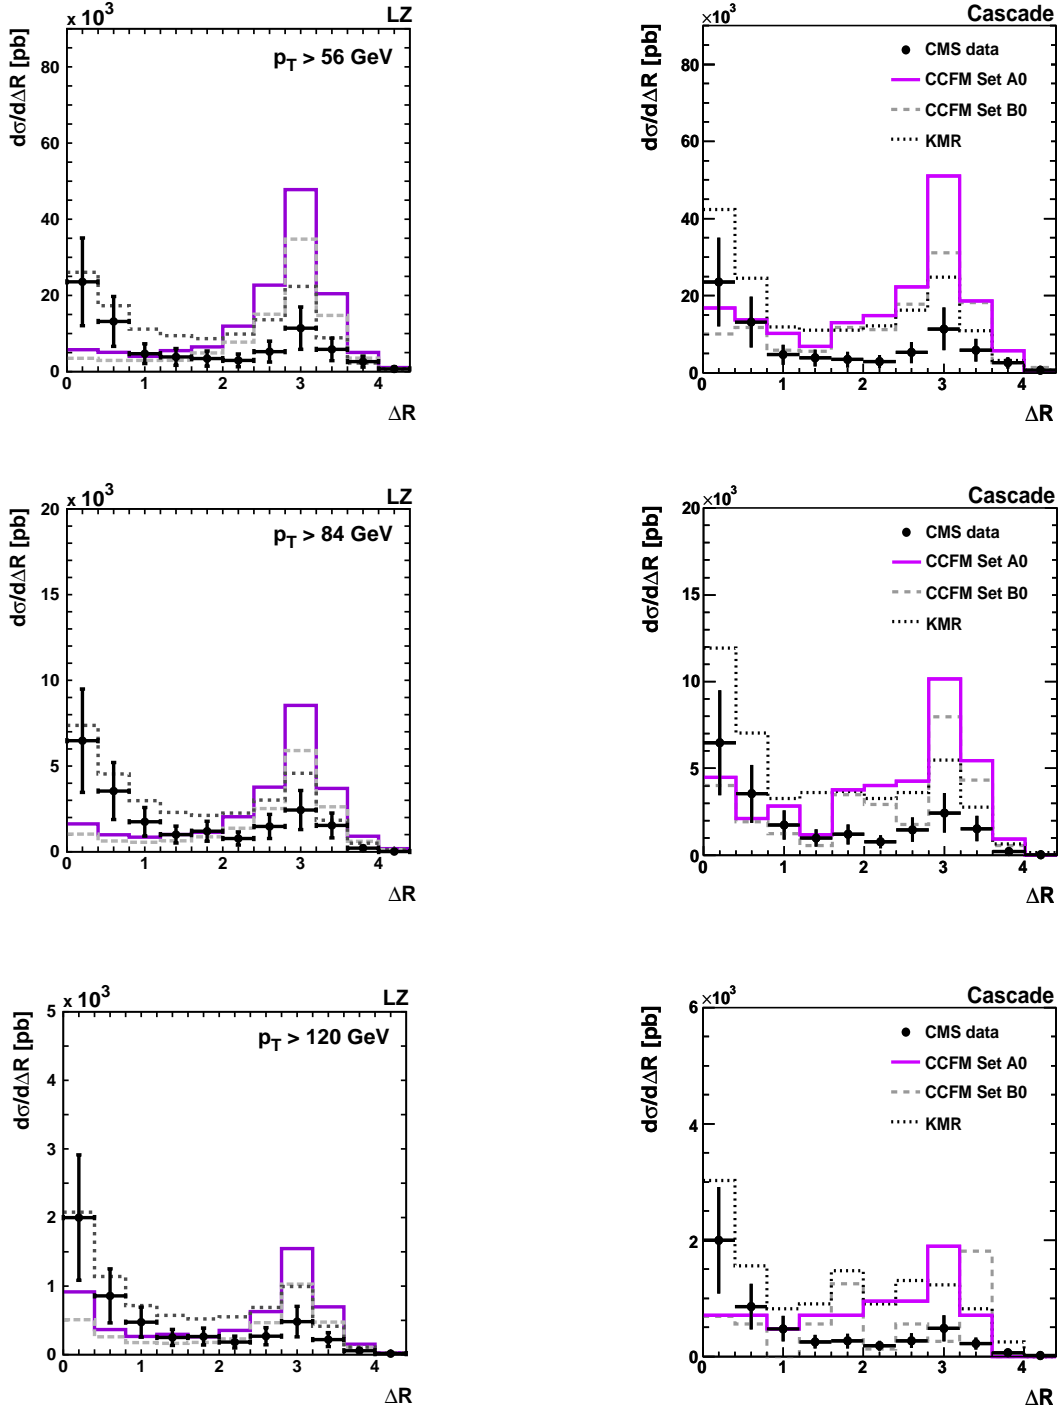 × 10³
LZ
dσ/dΔR [pb]
p_T > 56 GeV
80
60
40
20
0
0 1 2 3 4
ΔR
×10³
Cascade
dσ/dΔR [pb]
CMS data
CCFM Set A0
CCFM Set B0
KMR
80
60
40
20
0
0 1 2 3 4
ΔR
× 10³
LZ
dσ/dΔR [pb]
p_T > 84 GeV
20
15
10
5
0
0 1 2 3 4
ΔR
×10³
Cascade
dσ/dΔR [pb]
CMS data
CCFM Set A0
CCFM Set B0
KMR
20
15
10
5
0
0 1 2 3 4
ΔR
× 10³
LZ
dσ/dΔR [pb]
p_T > 120 GeV
5
4
3
2
1
0
0 1 2 3 4
ΔR
×10³
Cascade
dσ/dΔR [pb]
CMS data
CCFM Set A0
CCFM Set B0
KMR
6
4
2
0
0 1 2 3 4
ΔR